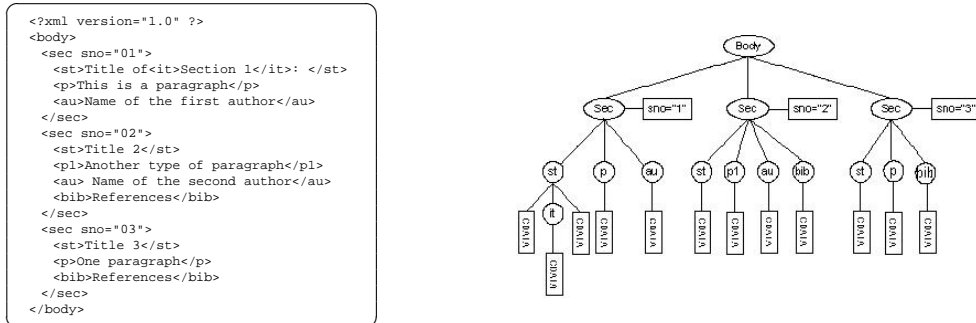 <?xml version="1.0" ?>
<body>
<sec sno="01">
<st>Title of<it>Section 1</it>: </st>
<p>This is a paragraph</p>
<au>Name of the first author</au>
</sec>
<sec sno="02">
<st>Title 2</st>
<p1>Another type of paragraph</p1>
<au> Name of the second author</au>
<bib>References</bib>
</sec>
<sec sno="03">
<st>Title 3</st>
<p>One paragraph</p>
<bib>References</bib>
</sec>
</body>
Body
Sec sno="1" Sec sno="2" Sec sno="3"
st p au st p1 au bib st p bib
it
CDATA CDATA CDATA CDATA CDATA CDATA CDATA CDATA CDATA CDATA CDATA
CDATA